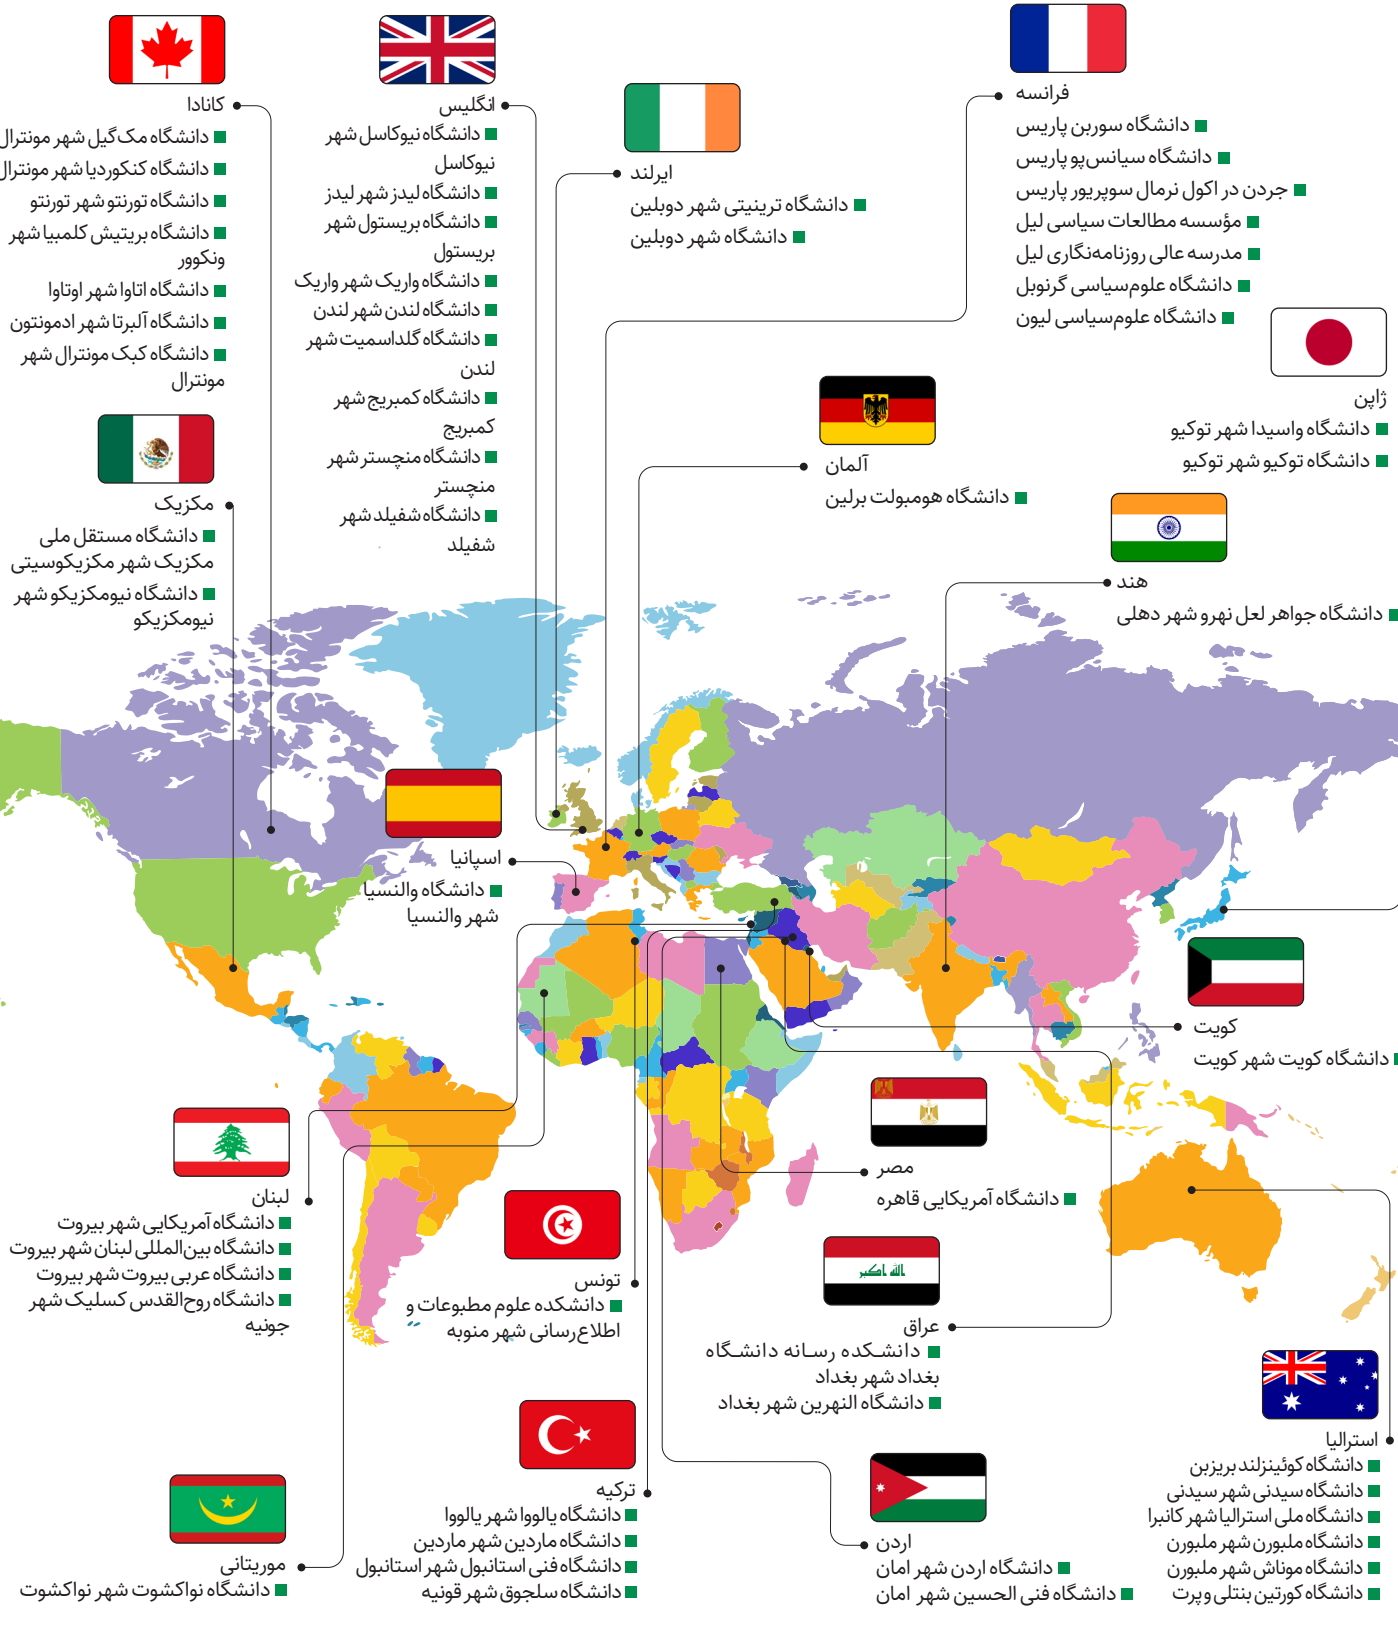 کانادا
دانشگاه مک‌گیل شهر مونترال
دانشگاه کنکوردیا شهر مونترال
دانشگاه تورنتو شهر تورنتو
دانشگاه بریتیش کلمبیا شهر
ونکوور
دانشگاه اتاوا شهر اوتاوا
دانشگاه آلبرتا شهر ادمونتون
دانشگاه کبک مونترال شهر
مونترال
مکزیک
دانشگاه مستقل ملی
مکزیک شهر مکزیکوسیتی
دانشگاه نیومکزیکو شهر
نیومکزیکو
انگلیس
دانشگاه نیوکاسل شهر
نیوکاسل
دانشگاه لیدز شهر لیدز
دانشگاه بریستول شهر
بریستول
دانشگاه واریک شهر واریک
دانشگاه لندن شهر لندن
دانشگاه گلداسمیت شهر
لندن
دانشگاه کمبریج شهر
کمبریج
دانشگاه منچستر شهر
منچستر
دانشگاه شفیلد شهر
شفیلد
ایرلند
دانشگاه ترینیتی شهر دوبلین
دانشگاه شهر دوبلین
فرانسه
دانشگاه سوربن پاریس
دانشگاه سیانس‌پو پاریس
جردن در اکول نرمال سوپریور پاریس
مؤسسه مطالعات سیاسی لیل
مدرسه عالی روزنامه‌نگاری لیل
دانشگاه علوم‌سیاسی گرنوبل
دانشگاه علوم‌سیاسی لیون
ژاپن
دانشگاه واسیدا شهر توکیو
دانشگاه توکیو شهر توکیو
آلمان
دانشگاه هومبولت برلین
هند
دانشگاه جواهر لعل نهرو شهر دهلی
اسپانیا
دانشگاه والنسیا
شهر والنسیا
کویت
دانشگاه کویت شهر کویت
مصر
دانشگاه آمریکایی قاهره
لبنان
دانشگاه آمریکایی شهر بیروت
دانشگاه بین‌المللی لبنان شهر بیروت
دانشگاه عربی بیروت شهر بیروت
دانشگاه روح‌القدس کسلیک شهر
جونیه
تونس
دانشکده علوم مطبوعات و
اطلاع‌رسانی شهر منوبه
الله اکبر
عراق
دانشکده رسانه دانشگاه
بغداد شهر بغداد
دانشگاه النهرین شهر بغداد
استرالیا
دانشگاه کوئینزلند بریزبن
دانشگاه سیدنی شهر سیدنی
دانشگاه ملی استرالیا شهر کانبرا
دانشگاه ملبورن شهر ملبورن
دانشگاه موناش شهر ملبورن
دانشگاه کورتین بنتلی و پرت
ترکیه
دانشگاه یالووا شهر یالووا
دانشگاه ماردین شهر ماردین
دانشگاه فنی استانبول شهر استانبول
دانشگاه سلجوق شهر قونیه
اردن
دانشگاه اردن شهر امان
دانشگاه فنی الحسین شهر امان
موریتانی
دانشگاه نواکشوت شهر نواکشوت